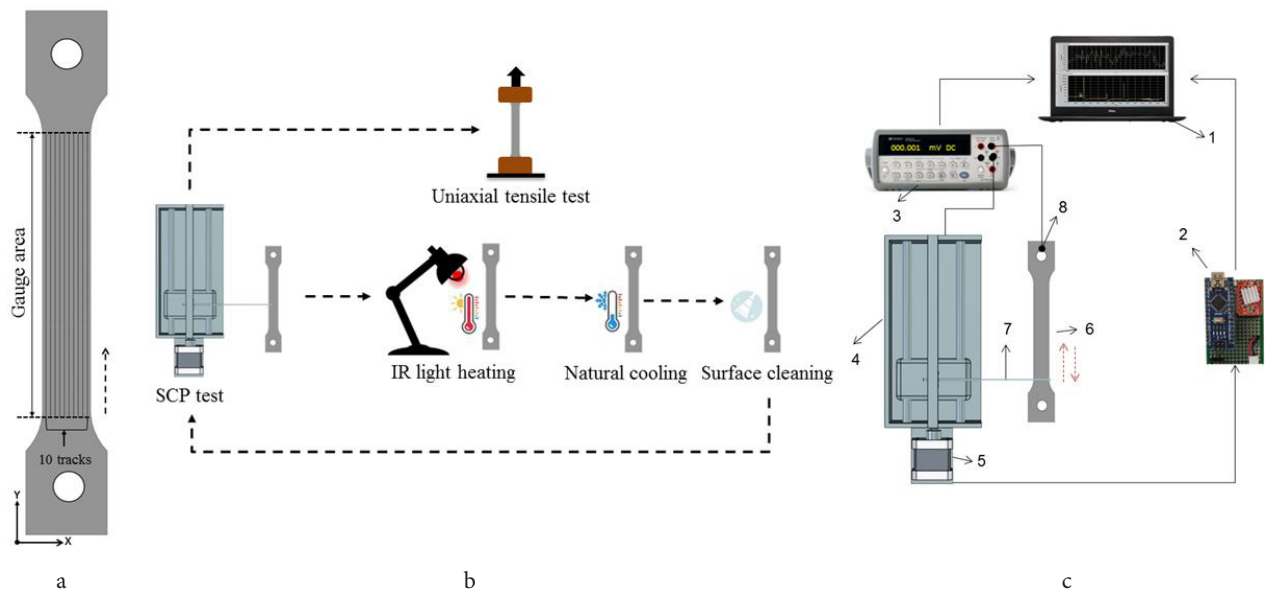 Gauge area
10 tracks
Y
X
a
Uniaxial tensile test
SCP test
IR light heating
Natural cooling
Surface cleaning
b
000.001 mV DC
1
2
3
4
5
6
7
8
c